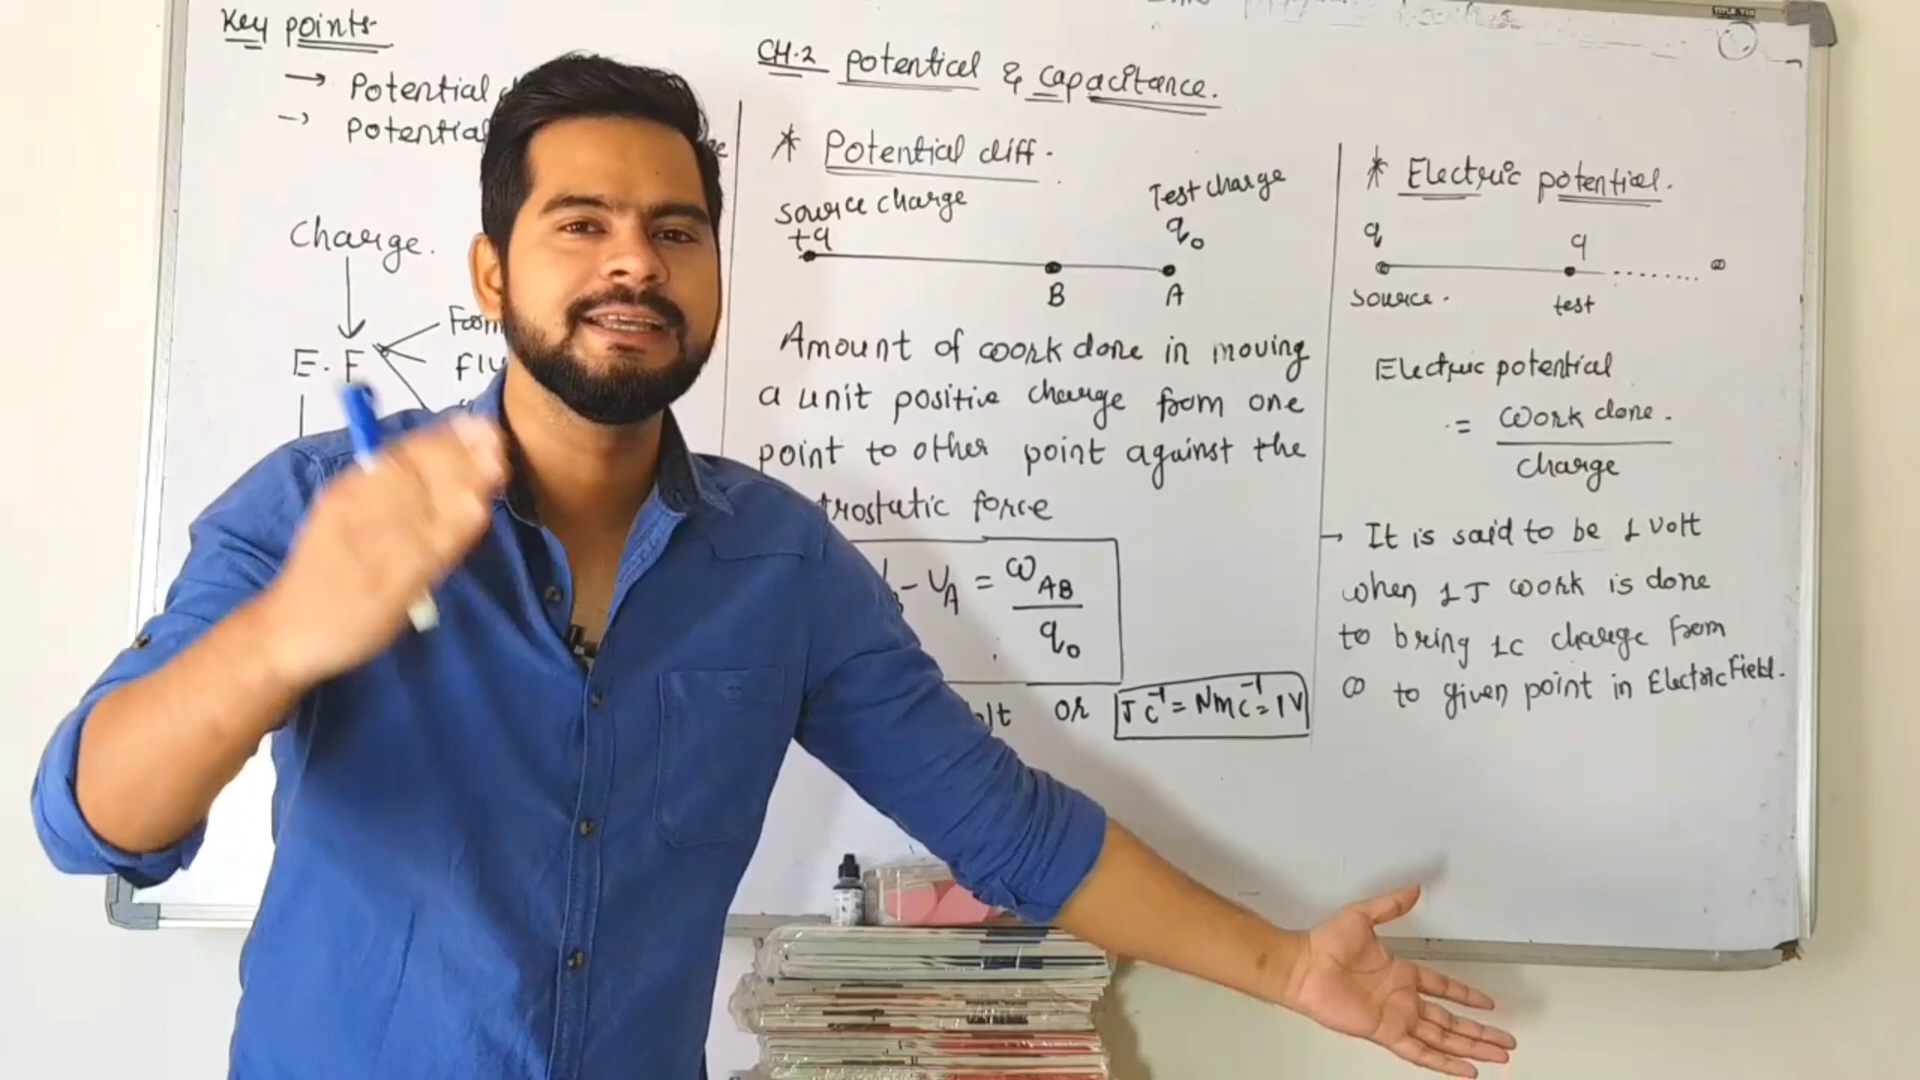 Key points
→ Potential
→ Potential
Charge.
E.F
CH.2 Potential & Capacitance.
* Potential diff.
Source charge
+q
Test charge
q₀
B
A
Amount of work done in moving
a unit positive charge from one
point to other point against the
trostatic force
- VA = WAB
q₀
or
JC⁻¹ = NmC⁻¹ = 1V
* Electric potential.
q
q
∞
source.
test
Electric potential
= work done.
charge
→ It is said to be 1 volt
when 1J work is done
to bring 1C charge from
∞ to given point in Electric Field.